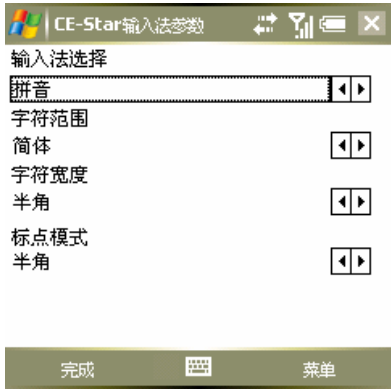 CE-Star输入法参数
输入法选择
拼音
字符范围
简体
字符宽度
半角
标点模式
半角
完成
菜单